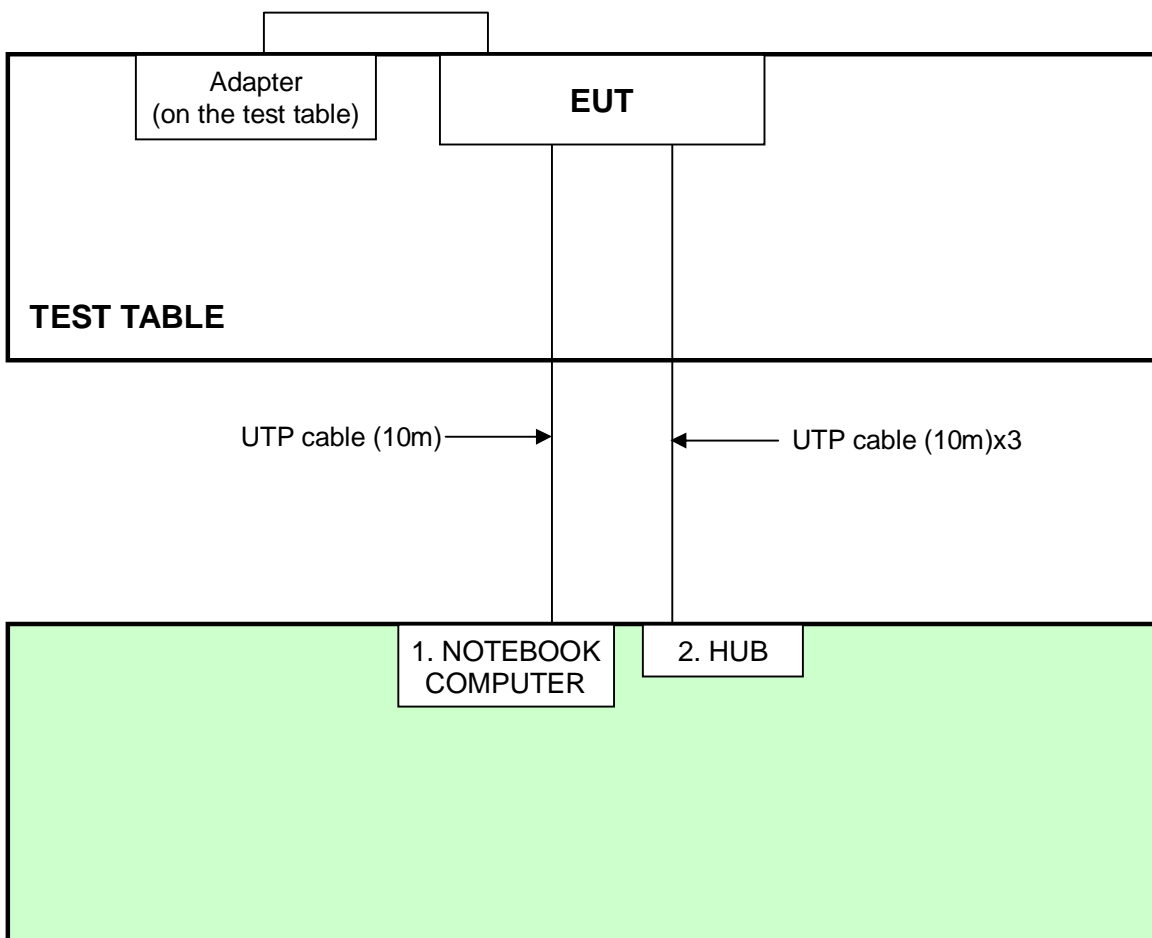 Adapter
(on the test table)
EUT
TEST TABLE
UTP cable (10m)
UTP cable (10m)x3
1. NOTEBOOK
COMPUTER
2. HUB